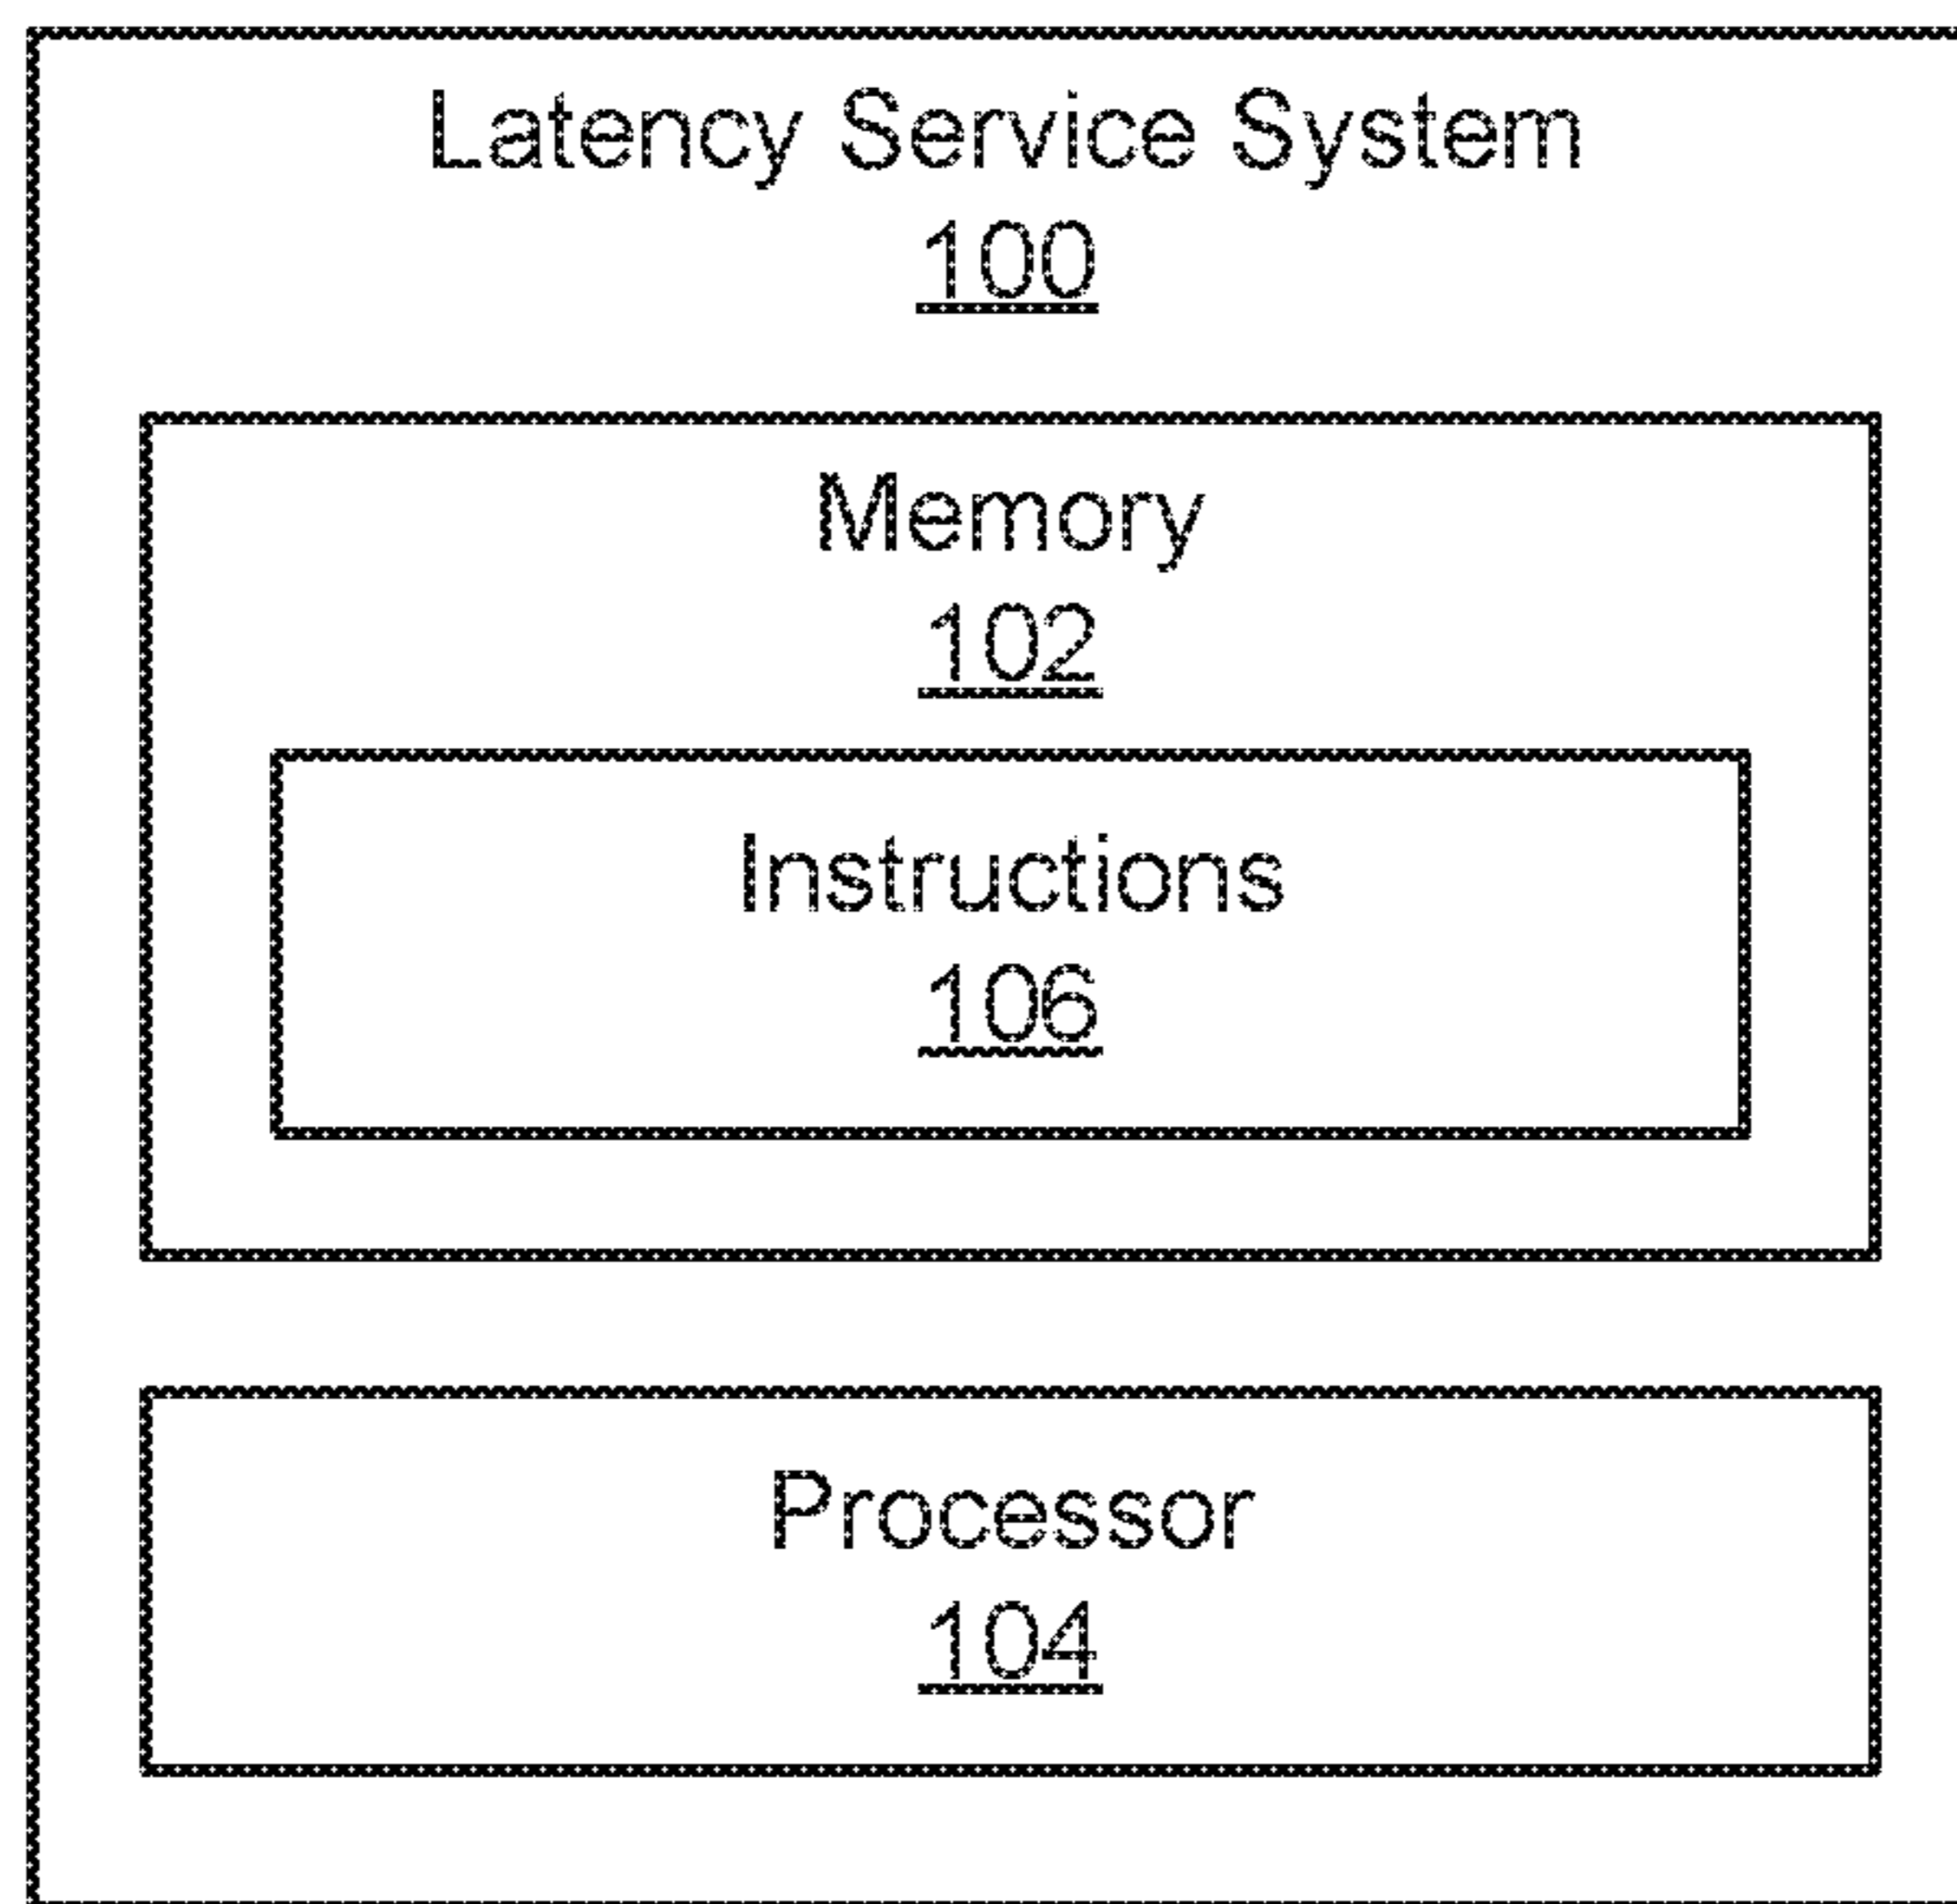 Latency Service System
100
Memory
102
Instructions
106
Processor
104